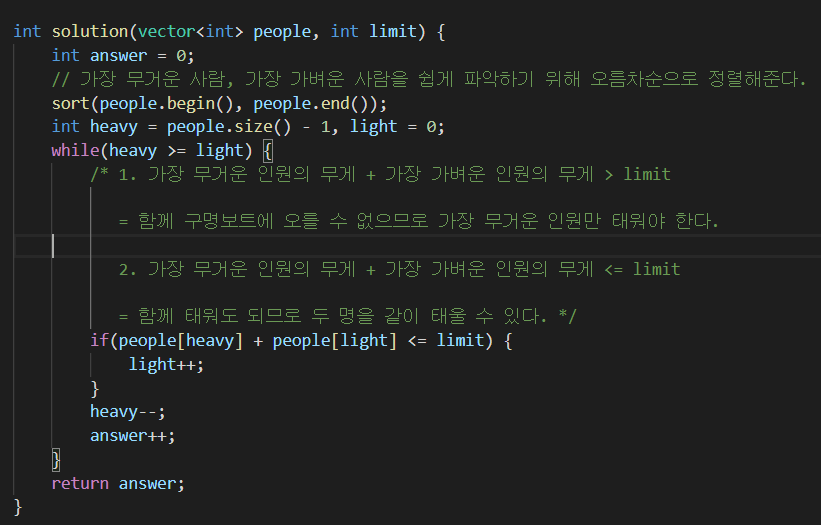 int solution(vector<int> people, int limit) {
int answer = 0;
// 가장 무거운 사람, 가장 가벼운 사람을 쉽게 파악하기 위해 오름차순으로 정렬해준다.
sort(people.begin(), people.end());
int heavy = people.size() - 1, light = 0;
while(heavy >= light) {
/* 1. 가장 무거운 인원의 무게 + 가장 가벼운 인원의 무게 > limit
= 함께 구명보트에 오를 수 없으므로 가장 무거운 인원만 태워야 한다.
2. 가장 무거운 인원의 무게 + 가장 가벼운 인원의 무게 <= limit
= 함께 태워도 되므로 두 명을 같이 태울 수 있다. */
if(people[heavy] + people[light] <= limit) {
light++;
}
heavy--;
answer++;
}
return answer;
}